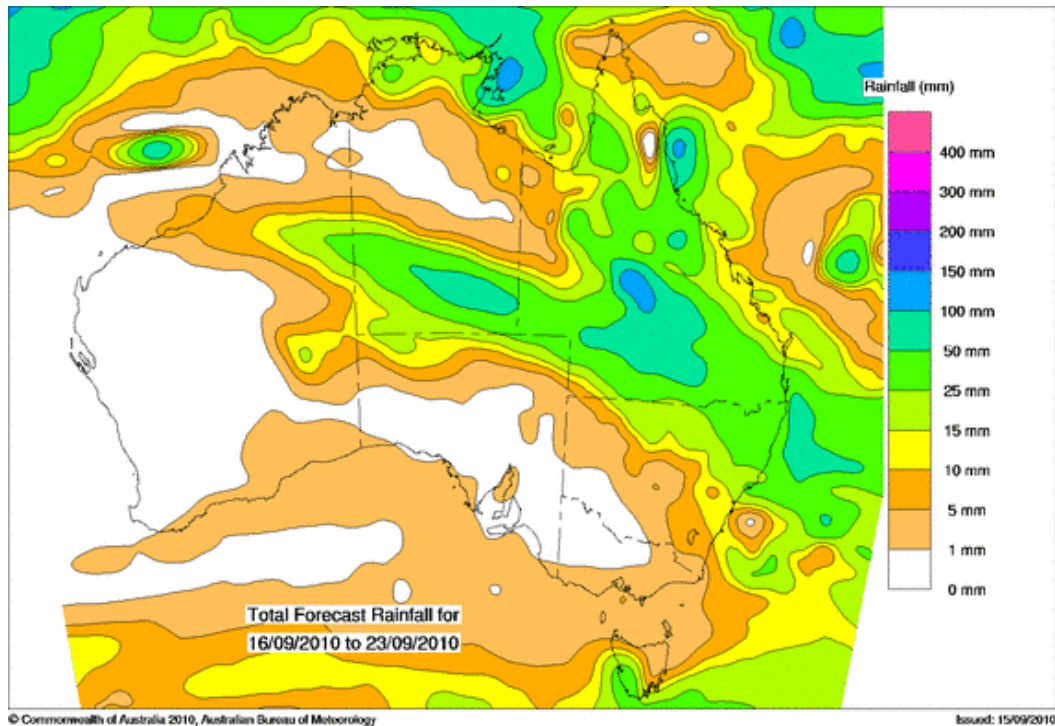 Rainfall (mm)
400 mm
300 mm
200 mm
150 mm
100 mm
50 mm
25 mm
15 mm
10 mm
5 mm
1 mm
0 mm
Total Forecast Rainfall for
16/09/2010 to 23/09/2010
© Commonwealth of Australia 2010, Australian Bureau of Meteorology
Issued: 15/09/2010